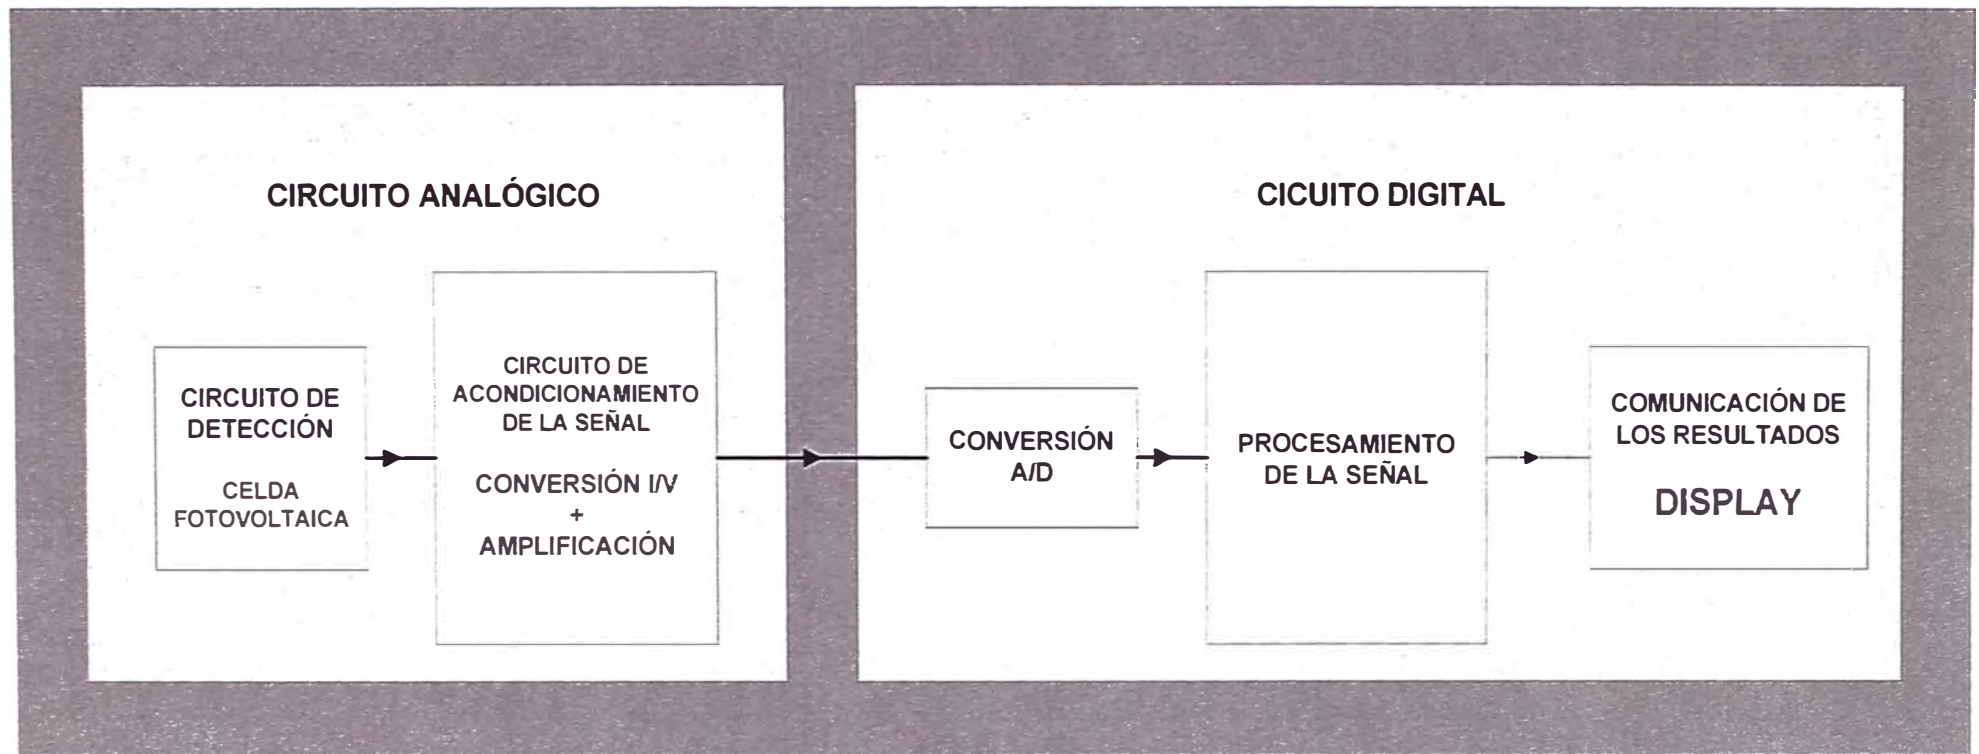 CIRCUITO ANALÓGICO
CIRCUITO DE
DETECCIÓN
CELDA
FOTOVOLTAICA
CIRCUITO DE
ACONDICIONAMIENTO
DE LA SEÑAL
CONVERSIÓN I/V
+
AMPLIFICACIÓN
CICUITO DIGITAL
CONVERSIÓN
A/D
PROCESAMIENTO
DE LA SEÑAL
COMUNICACIÓN DE
LOS RESULTADOS
DISPLAY